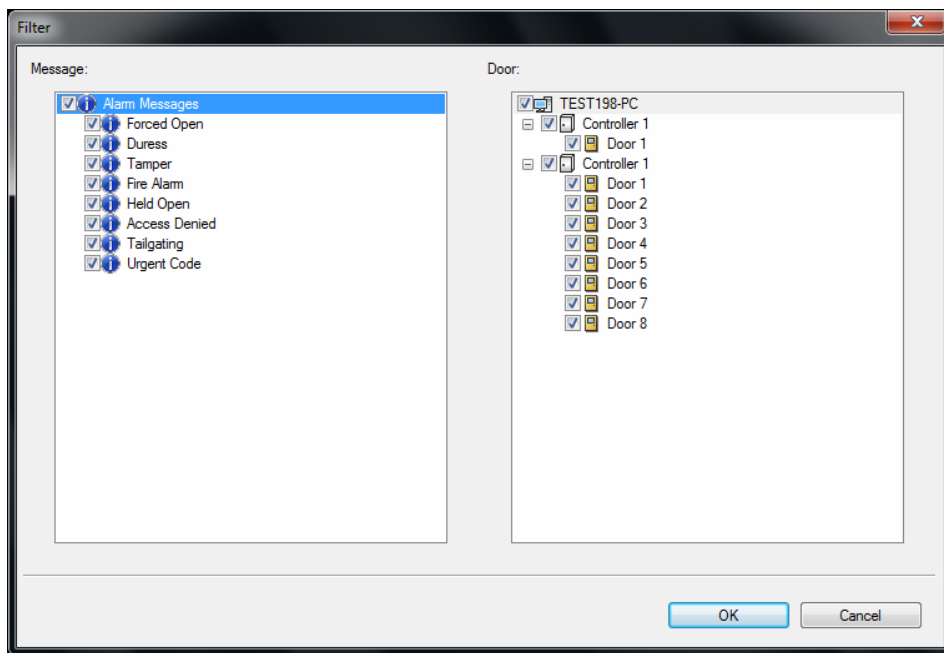 Filter
Message:
Alarm Messages
Forced Open
Duress
Tamper
Fire Alarm
Held Open
Access Denied
Tailgating
Urgent Code
Door:
TEST198-PC
Controller 1
Door 1
Controller 1
Door 1
Door 2
Door 3
Door 4
Door 5
Door 6
Door 7
Door 8
OK
Cancel